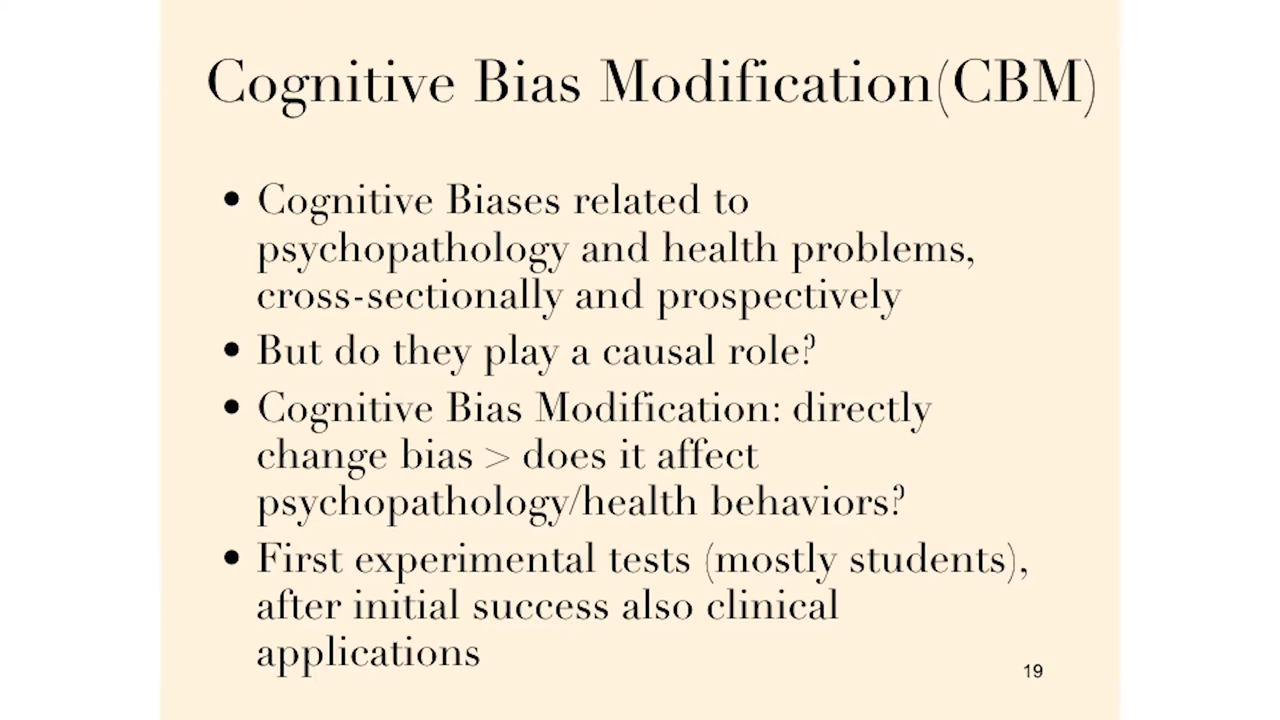 Cognitive Bias Modification(CBM)
• Cognitive Biases related to
psychopathology and health problems,
cross-sectionally and prospectively
• But do they play a causal role?
• Cognitive Bias Modification: directly
change bias > does it affect
psychopathology/health behaviors?
• First experimental tests (mostly students),
after initial success also clinical
applications
19